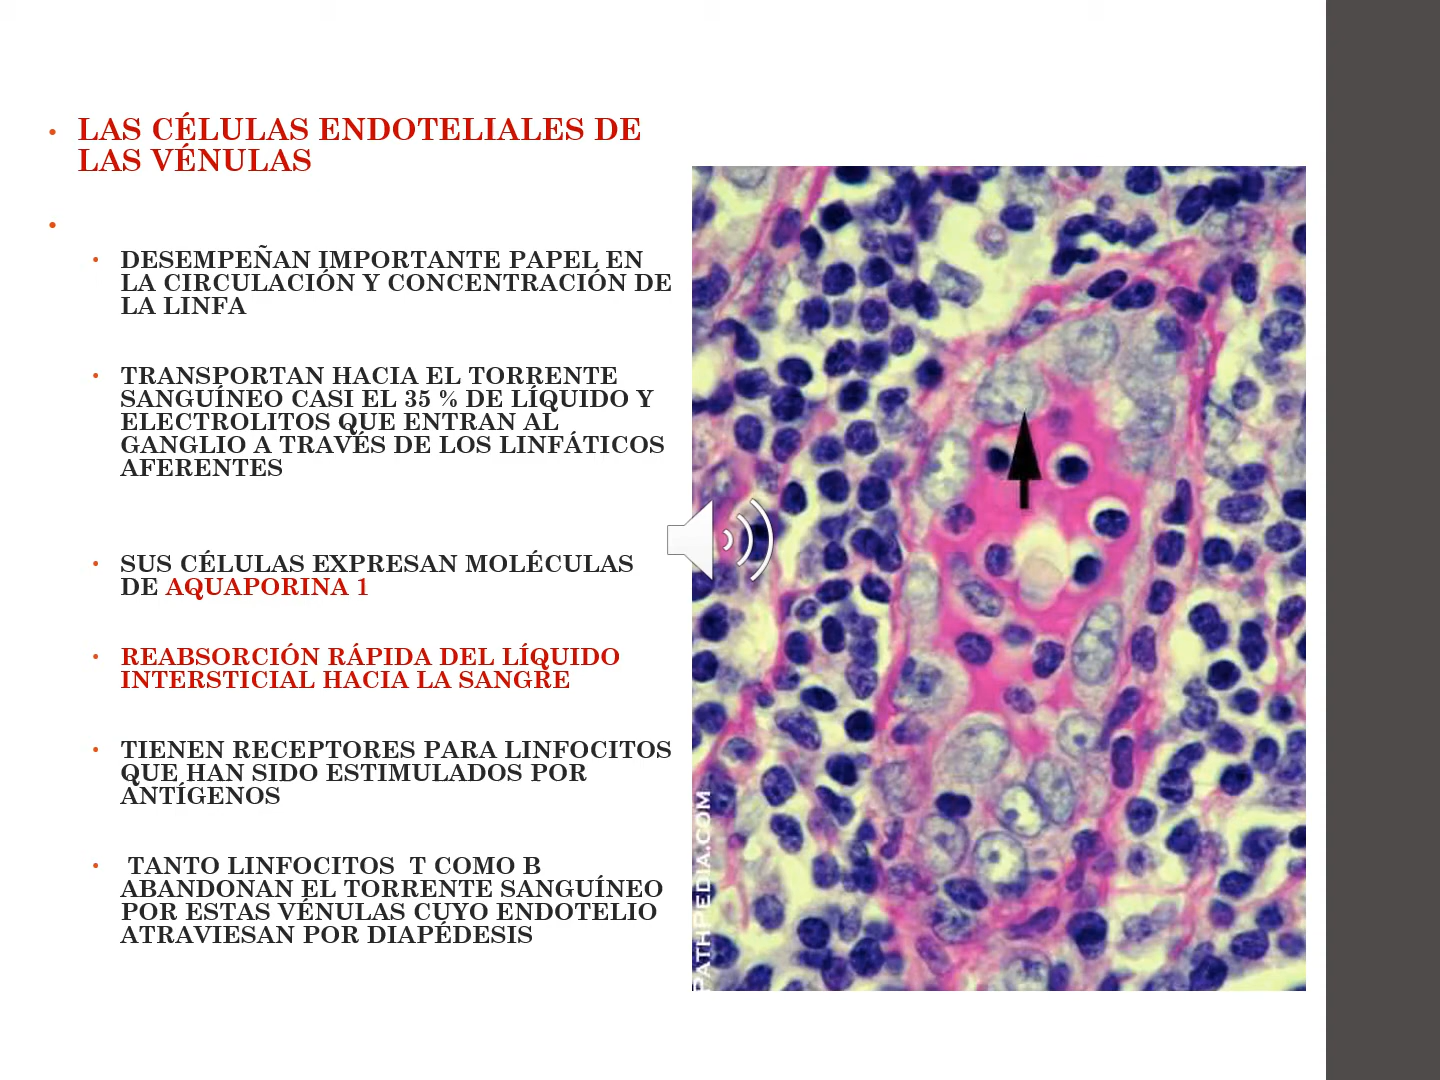 LAS CÉLULAS ENDOTELIALES DE
LAS VÉNULAS
DESEMPEÑAN IMPORTANTE PAPEL EN
LA CIRCULACIÓN Y CONCENTRACIÓN DE
LA LINFA
TRANSPORTAN HACIA EL TORRENTE
SANGUÍNEO CASI EL 35 % DE LÍQUIDO Y
ELECTROLITOS QUE ENTRAN AL
GANGLIO A TRAVÉS DE LOS LINFÁTICOS
AFERENTES
SUS CÉLULAS EXPRESAN MOLÉCULAS
DE AQUAPORINA 1
REABSORCIÓN RÁPIDA DEL LÍQUIDO
INTERSTICIAL HACIA LA SANGRE
TIENEN RECEPTORES PARA LINFOCITOS
QUE HAN SIDO ESTIMULADOS POR
ANTÍGENOS
TANTO LINFOCITOS  T COMO B
ABANDONAN EL TORRENTE SANGUÍNEO
POR ESTAS VÉNULAS CUYO ENDOTELIO
ATRAVIESAN POR DIAPÉDESIS
PATHPEDIA.COM